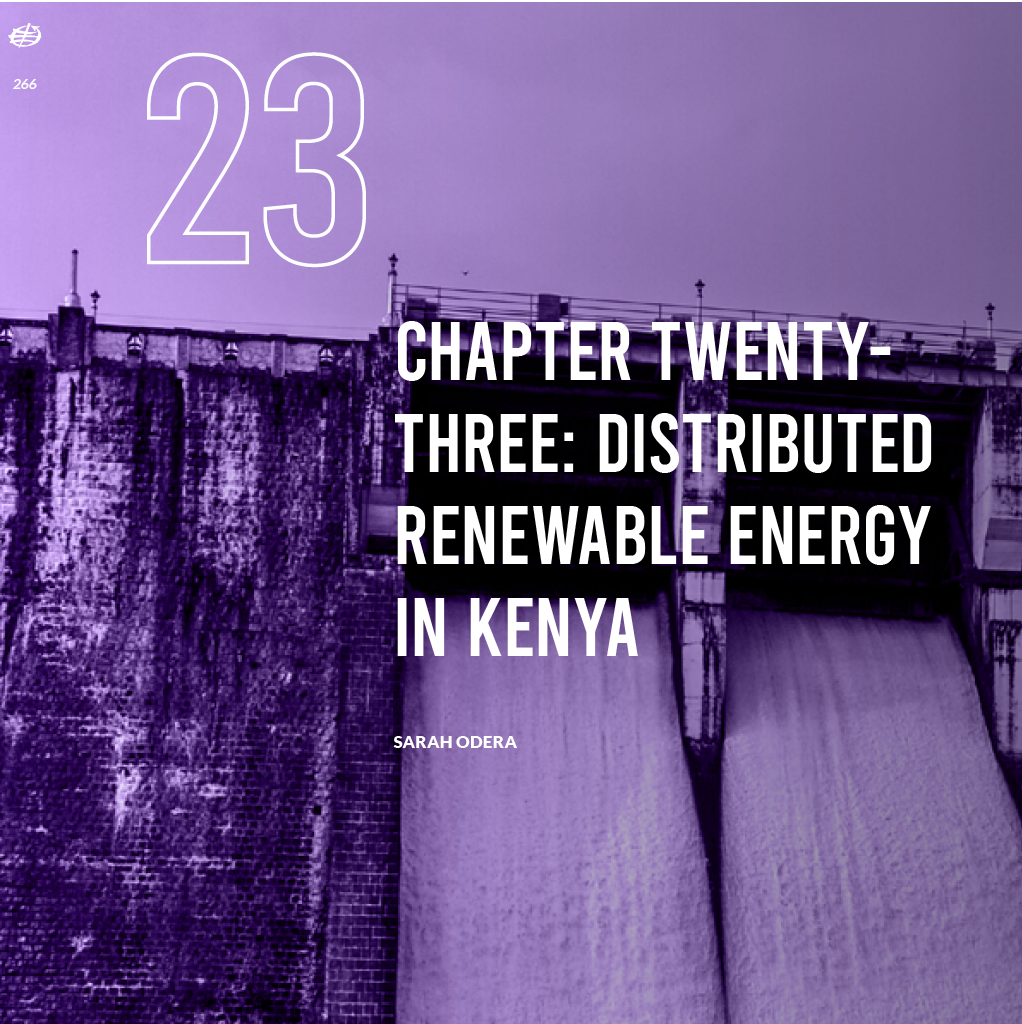 266
23
CHAPTER TWENTY-
THREE: DISTRIBUTED
RENEWABLE ENERGY
IN KENYA
SARAH ODERA